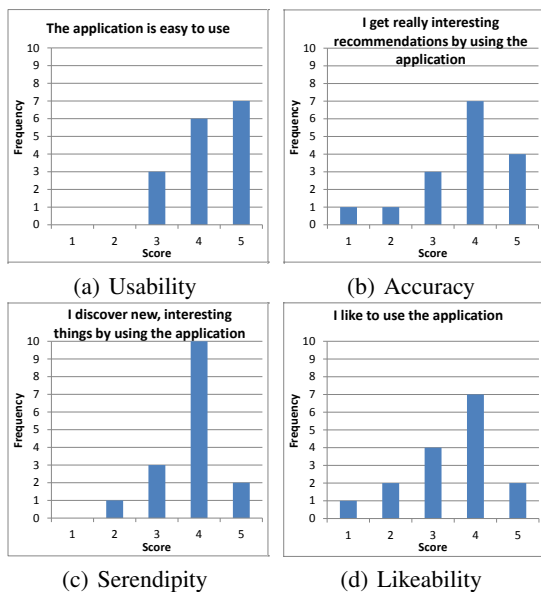 The application is easy to use
10
9
8
7
6
5
4
3
2
1
0
Frequency
1 2 3 4 5
Score
(a) Usability
I get really interesting
recommendations by using the
application
10
9
8
7
6
5
4
3
2
1
0
Frequency
1 2 3 4 5
Score
(b) Accuracy
I discover new, interesting
things by using the application
10
9
8
7
6
5
4
3
2
1
0
Frequency
1 2 3 4 5
Score
(c) Serendipity
I like to use the application
10
9
8
7
6
5
4
3
2
1
0
Frequency
1 2 3 4 5
Score
(d) Likeability